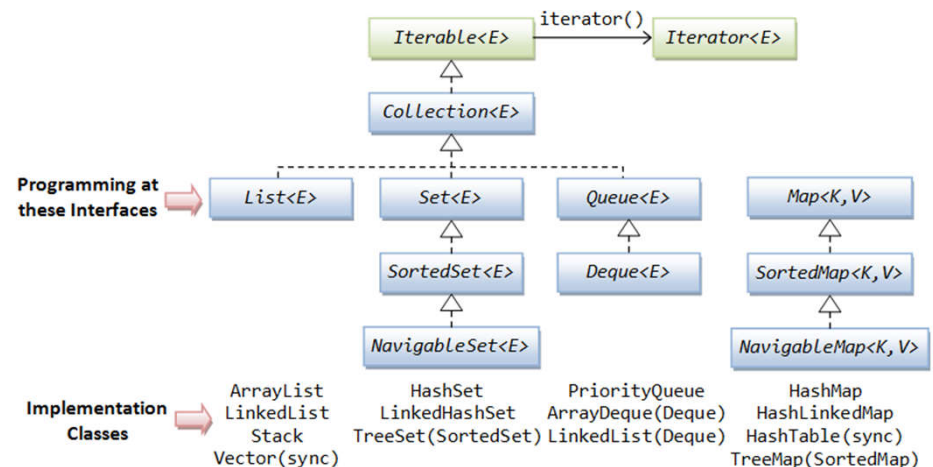 iterator()
Iterable<E> Iterator<E>
Collection<E>
Programming at
these Interfaces
List<E> Set<E> Queue<E> Map<K,V>
SortedSet<E> Deque<E> SortedMap<K,V>
NavigableSet<E> NavigableMap<K,V>
Implementation
Classes
ArrayList
LinkedList
Stack
Vector(sync)
HashSet
LinkedHashSet
TreeSet(SortedSet)
PriorityQueue
ArrayDeque(Deque)
LinkedList(Deque)
HashMap
HashLinkedMap
HashTable(sync)
TreeMap(SortedMap)